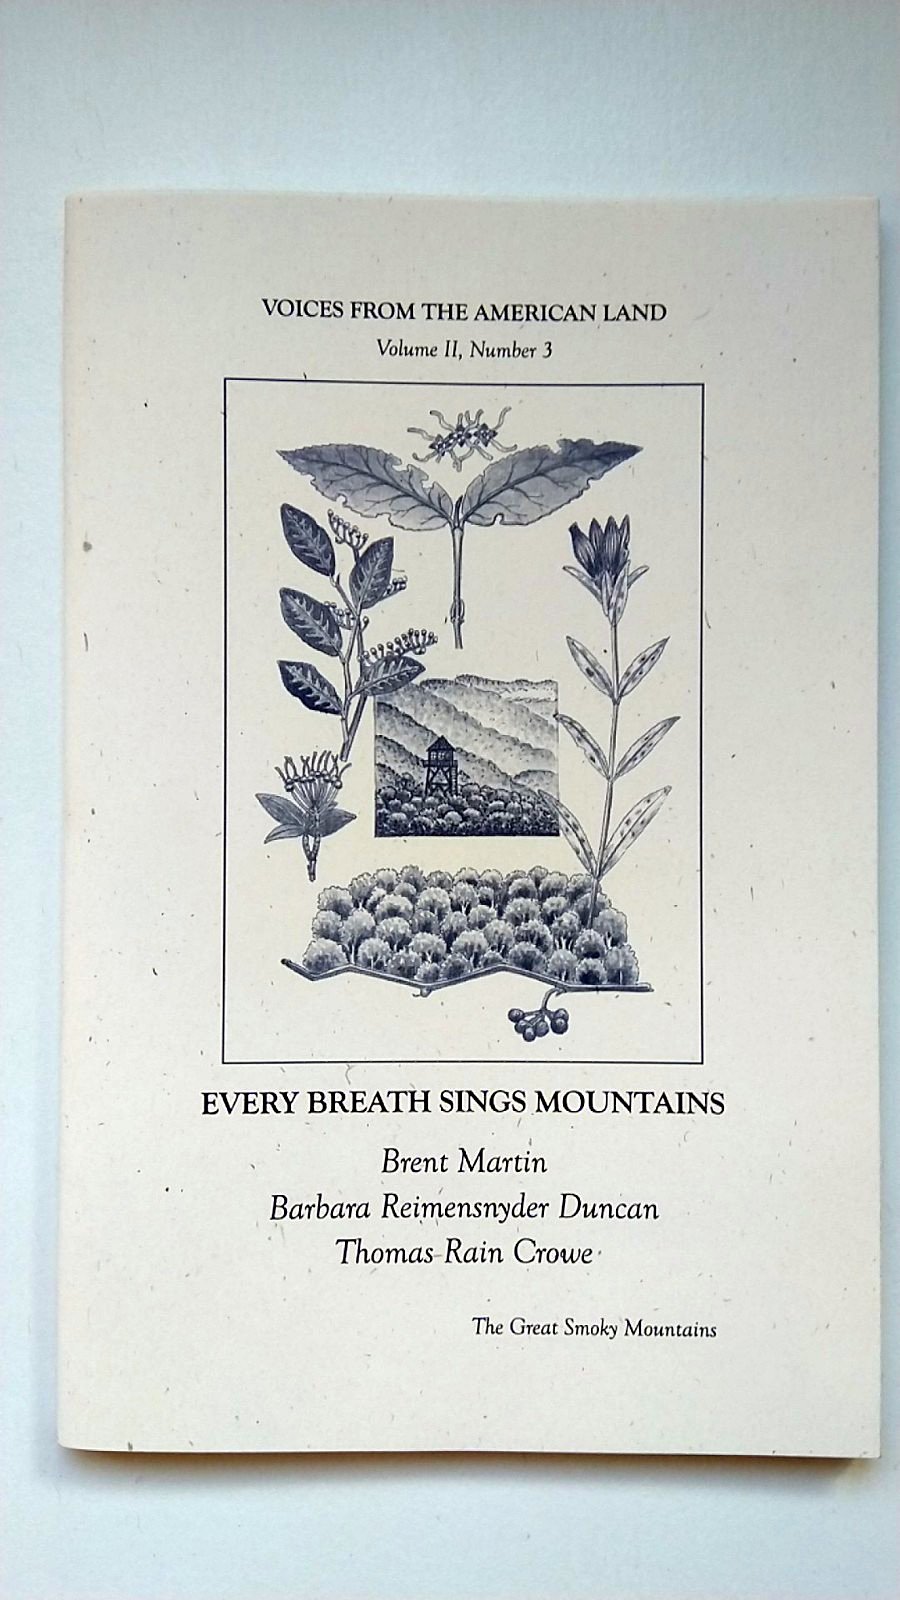 VOICES FROM THE AMERICAN LAND
Volume II, Number 3
EVERY BREATH SINGS MOUNTAINS
Brent Martin
Barbara Reimensnyder Duncan
Thomas Rain Crowe
The Great Smoky Mountains